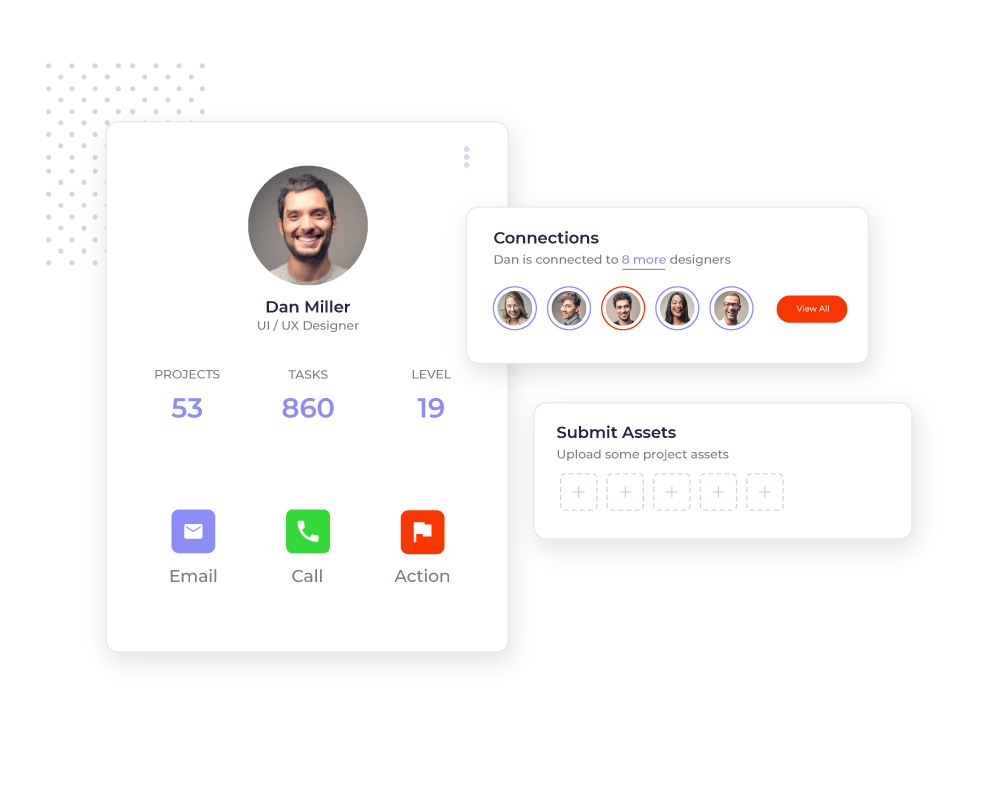 Dan Miller
UI / UX Designer
PROJECTS TASKS LEVEL
53 860 19
Email Call Action
Connections
Dan is connected to 8 more designers
View All
Submit Assets
Upload some project assets